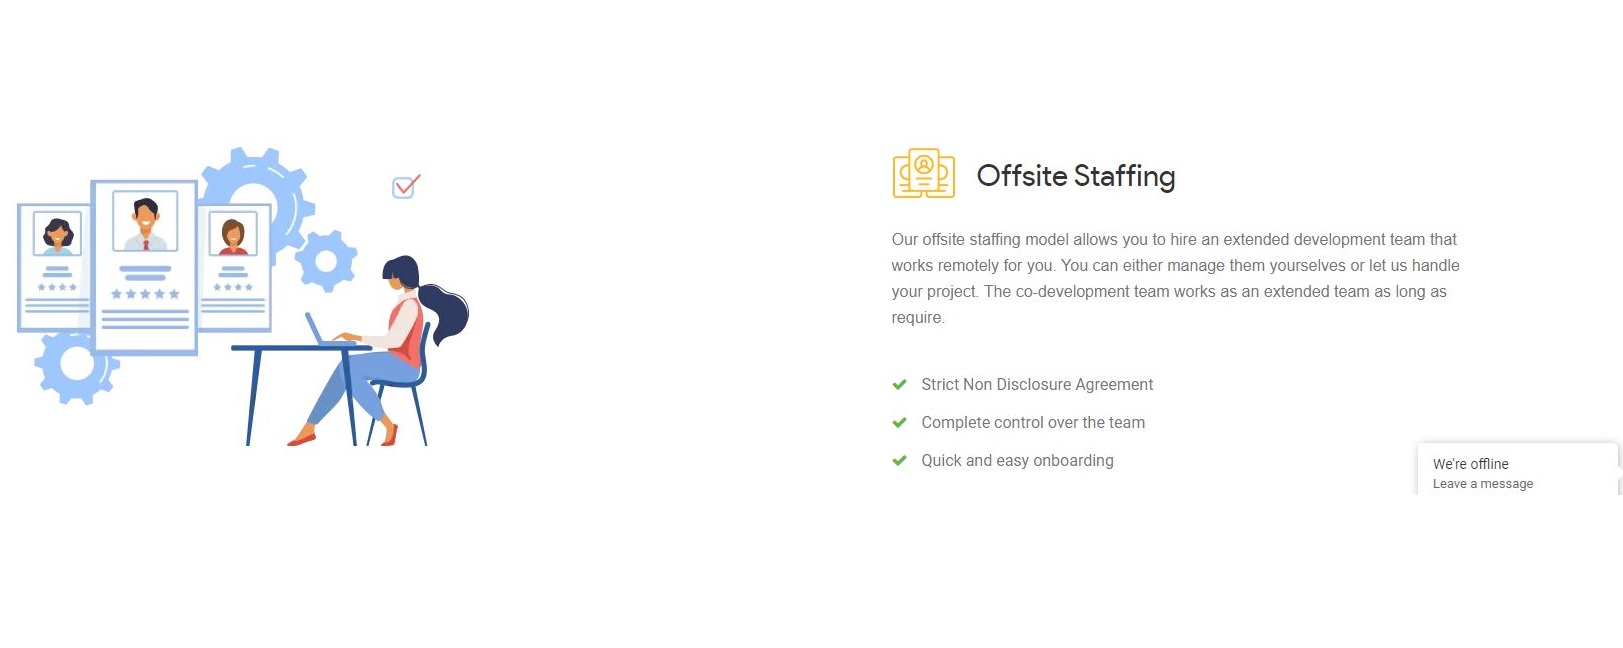 Offsite Staffing
Our offsite staffing model allows you to hire an extended development team that
works remotely for you. You can either manage them yourselves or let us handle
your project. The co-development team works as an extended team as long as
require.
Strict Non Disclosure Agreement
Complete control over the team
Quick and easy onboarding
We're offline
Leave a message